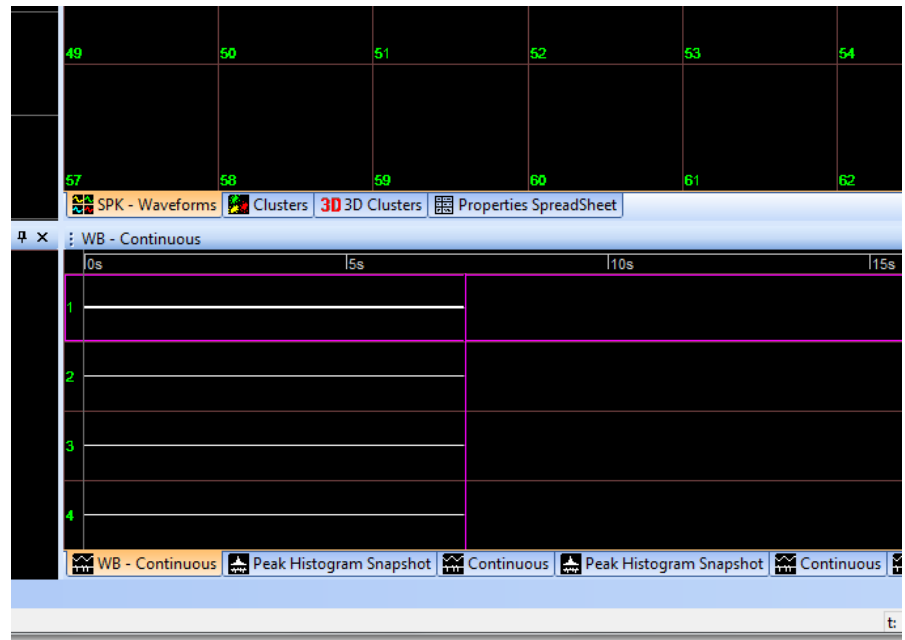 49 50 51 52 53 54
57 58 59 60 61 62
SPK - Waveforms Clusters 3D 3D Clusters Properties SpreadSheet
WB - Continuous
0s 5s 10s 15s
1
2
3
4
WB - Continuous Peak Histogram Snapshot Continuous Peak Histogram Snapshot Continuous
t: